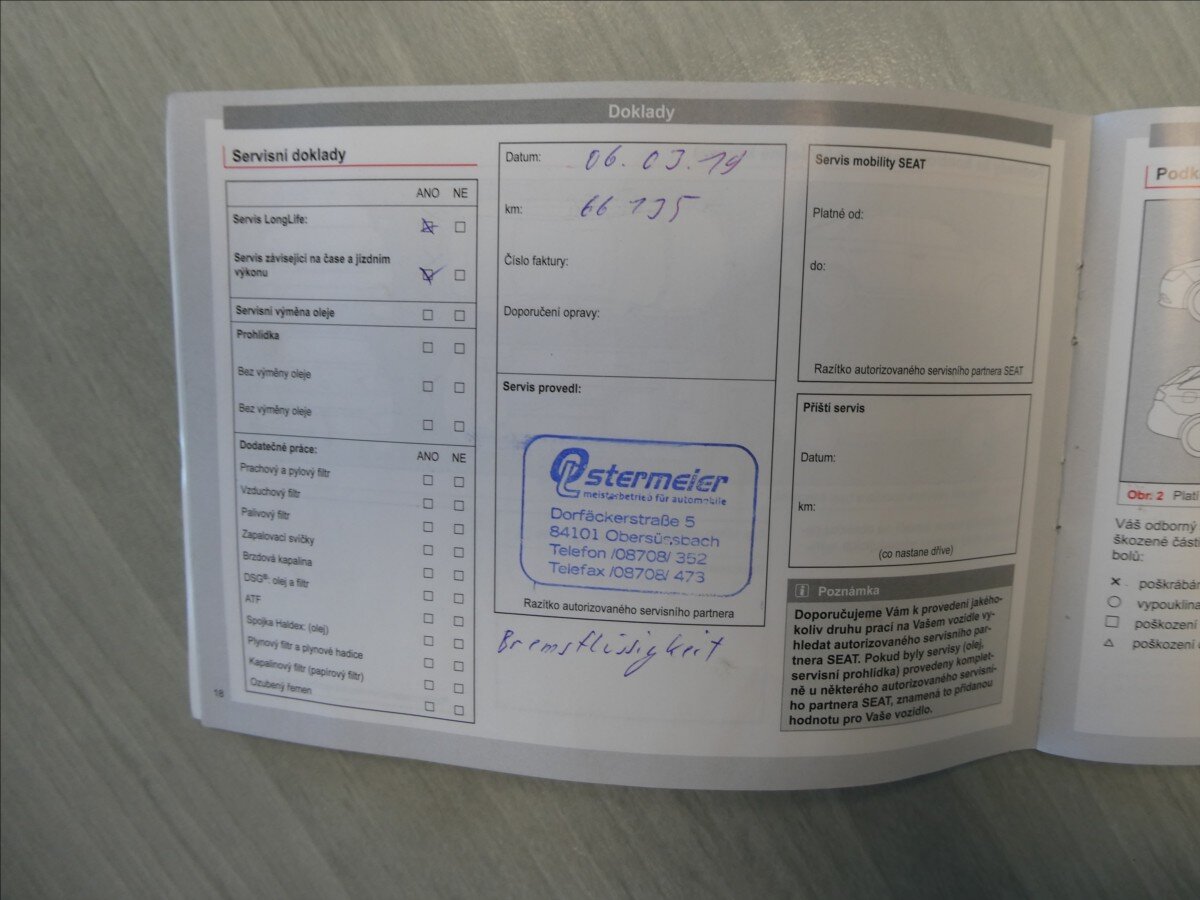 Doklady
Servisní doklady
ANO NE
Servis LongLife:
Servis závisející na čase a jízdním
výkonu
Servisní výměna oleje
Prohlídka
Bez výměny oleje
Bez výměny oleje
Dodatečné práce: ANO NE
Prachový a pylový filtr
Vzduchový filtr
Palivový filtr
Zapalovací svíčky
Brzdová kapalina
DSG®: olej a filtr
ATF
Spojka Haldex: (olej)
Plynový filtr a plynové hadice
Kapalinový filtr (papírový filtr)
Ozubený řemen
18
Datum: 06.03.19
km: 66 135
Číslo faktury:
Doporučení opravy:
Servis provedl:
Ostermeier
meisterbetrieb für automobile
Dorfäckerstraße 5
84101 Obersüssbach
Telefon /08708/ 352
Telefax /08708/ 473
Razítko autorizovaného servisního partnera
Bremsflüssigkeit
Servis mobility SEAT
Platné od:
do:
Razítko autorizovaného servisního partnera SEAT
Příští servis
Datum:
km:
(co nastane dříve)
i Poznámka
Doporučujeme Vám k provedení jakého-
koliv druhu prací na Vašem vozidle vy-
hledat autorizovaného servisního par-
tnera SEAT. Pokud byly servisy (olej,
servisní prohlídka) provedeny komplet-
ně u některého autorizovaného servisní-
ho partnera SEAT, znamená to přidanou
hodnotu pro Vaše vozidlo.
Obr. 2 Platí
Váš odborný
škozené části
bolů:
poškrábán
vypouklina
poškození
poškození